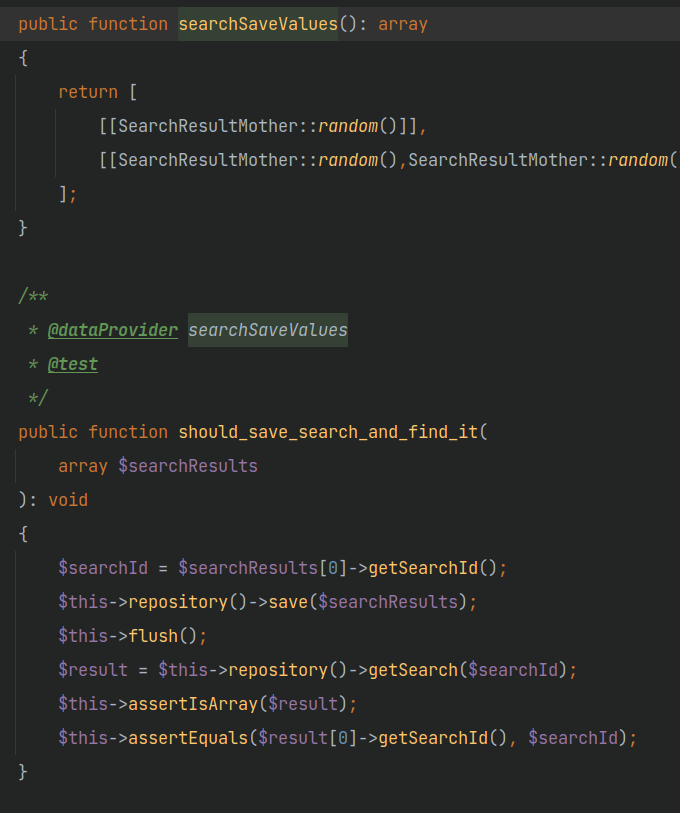 public function searchSaveValues(): array
{
    return [
        [[SearchResultMother::random()]],
        [[SearchResultMother::random(),SearchResultMother::random(
    ];
}

/**
 * @dataProvider searchSaveValues
 * @test
 */
public function should_save_search_and_find_it(
    array $searchResults
): void
{
    $searchId = $searchResults[0]->getSearchId();
    $this->repository()->save($searchResults);
    $this->flush();
    $result = $this->repository()->getSearch($searchId);
    $this->assertIsArray($result);
    $this->assertEquals($result[0]->getSearchId(), $searchId);
}